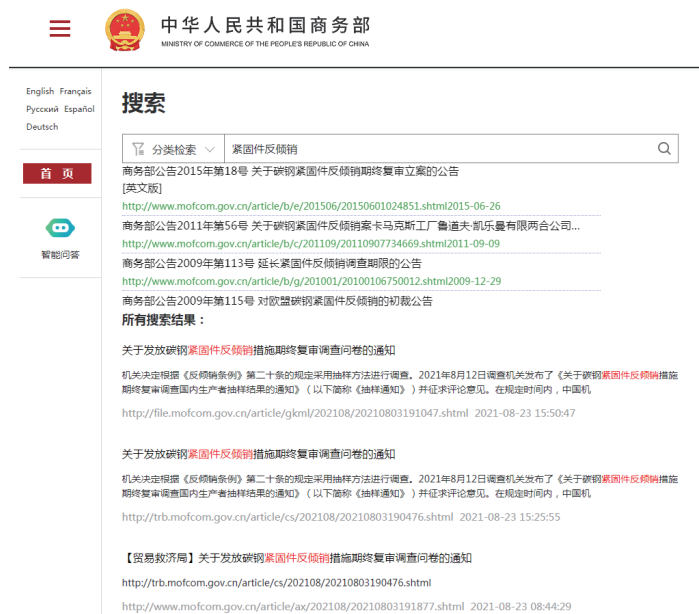 中华人民共和国商务部
MINISTRY OF COMMERCE OF THE PEOPLE'S REPUBLIC OF CHINA
English Français
Русский Español
Deutsch
首 页
智能问答
搜索
分类检索 紧固件反倾销
商务部公告2015年第18号 关于碳钢紧固件反倾销期终复审立案的公告
[英文版]
http://www.mofcom.gov.cn/article/b/e/201506/20150601024851.shtml2015-06-26
商务部公告2011年第56号 关于碳钢紧固件反倾销案卡马克斯工厂鲁道夫·凯乐曼有限两合公司...
http://www.mofcom.gov.cn/article/b/c/201109/20110907734669.shtml2011-09-09
商务部公告2009年第113号 延长紧固件反倾销调查期限的公告
http://www.mofcom.gov.cn/article/b/g/201001/20100106750012.shtml2009-12-29
商务部公告2009年第115号 对欧盟碳钢紧固件反倾销的初裁公告
所有搜索结果：
关于发放碳钢紧固件反倾销措施期终复审调查问卷的通知
机关决定根据《反倾销条例》第二十条的规定采用抽样方法进行调查。2021年8月12日调查机关发布了《关于碳钢紧固件反倾销措施
期终复审调查国内生产者抽样结果的通知》（以下简称《抽样通知》）并征求评论意见。在规定时间内，中国机
http://file.mofcom.gov.cn/article/gkml/202108/20210803191047.shtml 2021-08-23 15:50:47
关于发放碳钢紧固件反倾销措施期终复审调查问卷的通知
机关决定根据《反倾销条例》第二十条的规定采用抽样方法进行调查。2021年8月12日调查机关发布了《关于碳钢紧固件反倾销措施
期终复审调查国内生产者抽样结果的通知》（以下简称《抽样通知》）并征求评论意见。在规定时间内，中国机
http://trb.mofcom.gov.cn/article/cs/202108/20210803190476.shtml 2021-08-23 15:25:55
【贸易救济局】关于发放碳钢紧固件反倾销措施期终复审调查问卷的通知
http://trb.mofcom.gov.cn/article/cs/202108/20210803190476.shtml
http://www.mofcom.gov.cn/article/ax/202108/20210803191877.shtml 2021-08-23 08:44:29